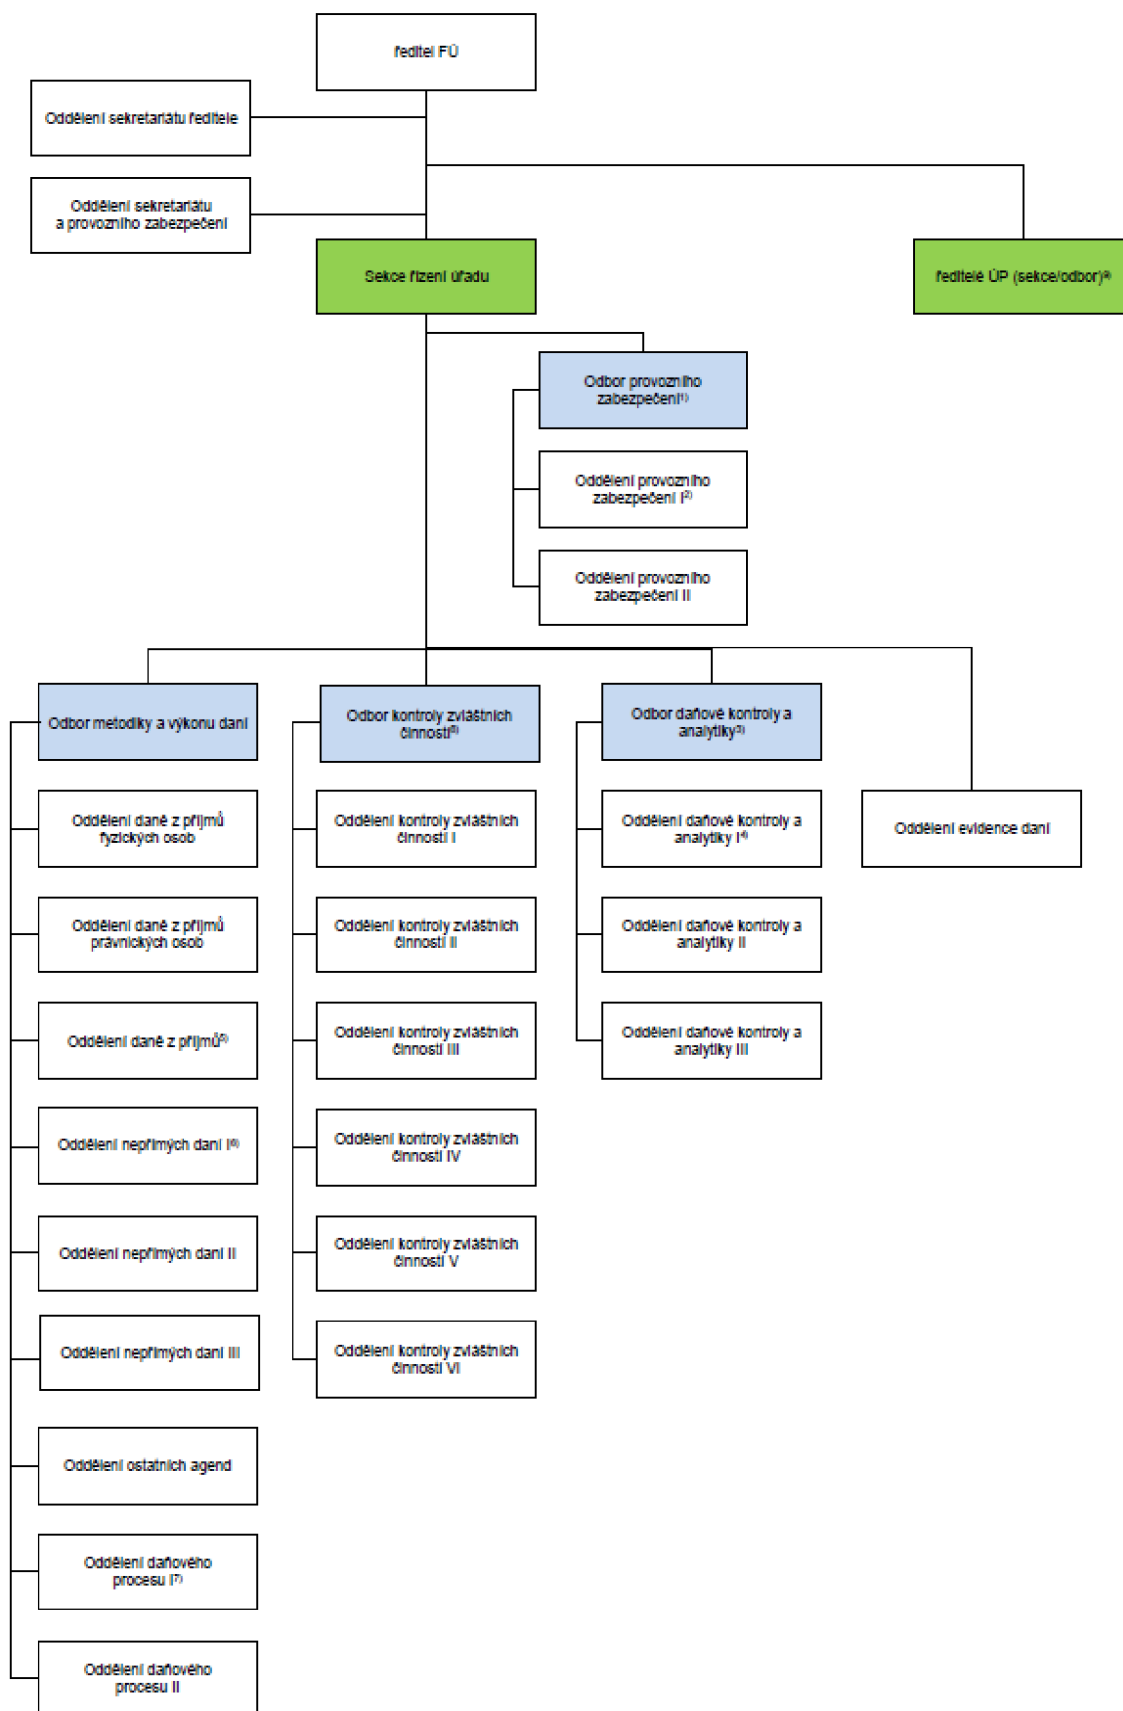 ředitel FÚ
Oddělení sekretariátu ředitele
Oddělení sekretariátu
a provozního zabezpečení
Sekce řízení úřadu
ředitelé ÚP (sekce/odbor)⁹⁾
Odbor provozního
zabezpečení¹⁾
Oddělení provozního
zabezpečení I²⁾
Oddělení provozního
zabezpečení II
Odbor metodiky a výkonu daní
Oddělení daně z příjmů
fyzických osob
Oddělení daně z příjmů
právnických osob
Oddělení daně z příjmů⁵⁾
Oddělení nepřímých daní I⁶⁾
Oddělení nepřímých daní II
Oddělení nepřímých daní III
Oddělení ostatních agend
Oddělení daňového
procesu I⁷⁾
Oddělení daňového
procesu II
Odbor kontroly zvláštních
činností⁸⁾
Oddělení kontroly zvláštních
činností I
Oddělení kontroly zvláštních
činností II
Oddělení kontroly zvláštních
činností III
Oddělení kontroly zvláštních
činností IV
Oddělení kontroly zvláštních
činností V
Oddělení kontroly zvláštních
činností VI
Odbor daňové kontroly a
analytiky³⁾
Oddělení daňové kontroly a
analytiky I⁴⁾
Oddělení daňové kontroly a
analytiky II
Oddělení daňové kontroly a
analytiky III
Oddělení evidence daní